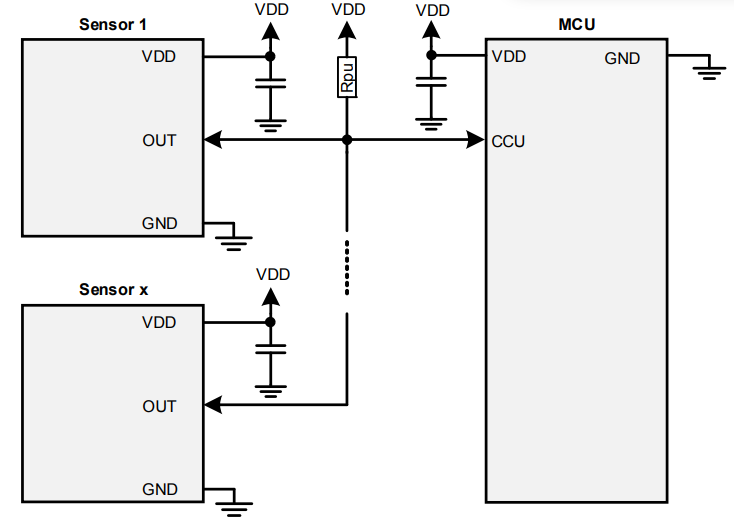 VDD
VDD
VDD
Sensor 1
MCU
VDD
VDD
GND
Rpu
OUT
CCU
GND
VDD
Sensor x
VDD
OUT
GND